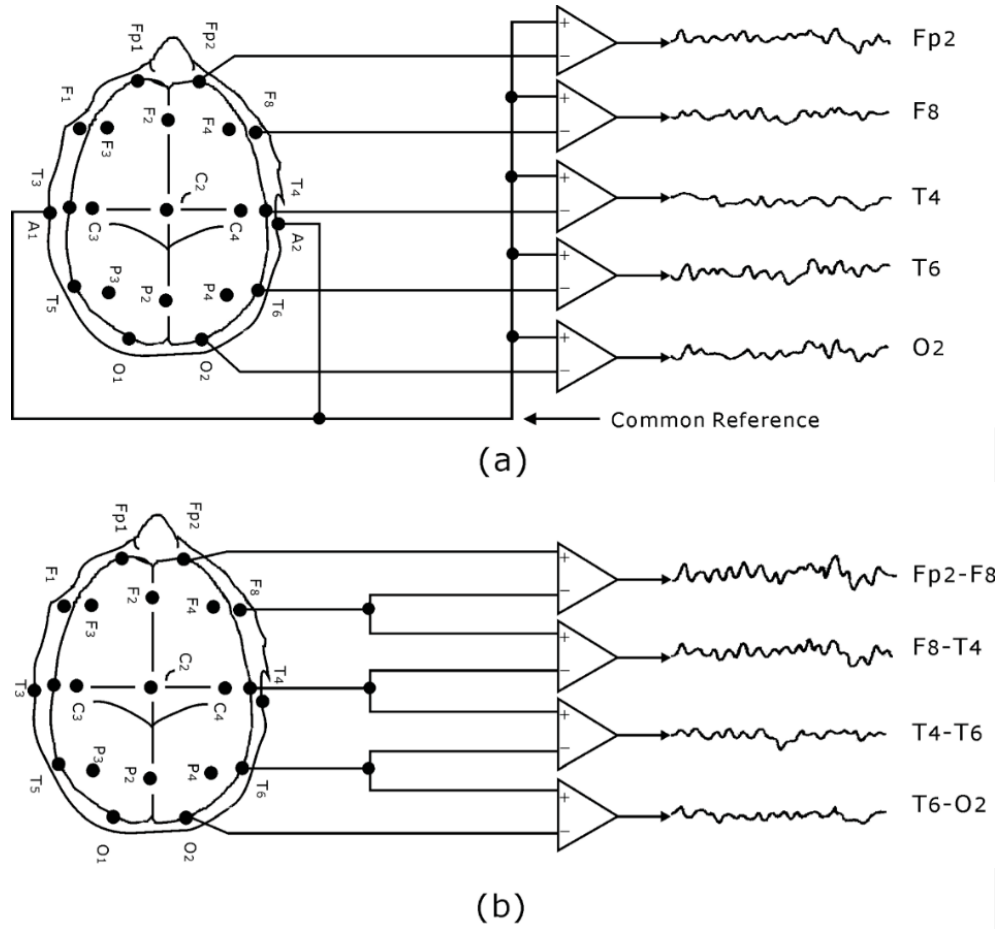 Fp1 Fp2
F1 F8
F2 F4
F3
T3 C2 T4
A1 C3 C4 A2
P3 P2 P4
T5 T6
O1 O2
+
−
Fp2
+
−
F8
+
−
T4
+
−
T6
+
−
O2
Common Reference
(a)
Fp1 Fp2
F1 F8
F2 F4
F3
C2 T4
T3 C3 C4
P3 P2 P4
T5 T6
O1 O2
+
−
Fp2-F8
+
−
F8-T4
+
−
T4-T6
+
−
T6-O2
(b)